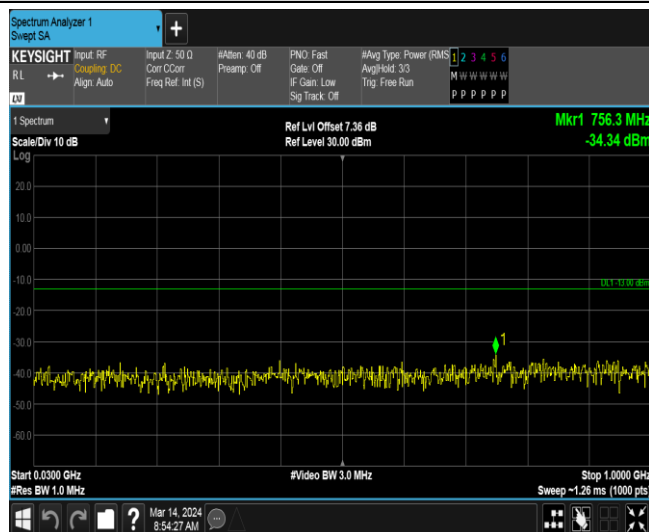 Spectrum Analyzer 1
Swept SA
+
KEYSIGHT
RL
LXI
Input: RF
Coupling: DC
Align: Auto
Input Z: 50 Ω
Corr CCorr
Freq Ref: Int (S)
#Atten: 40 dB
Preamp: Off
PNO: Fast
Gate: Off
IF Gain: Low
Sig Track: Off
#Avg Type: Power (RMS
Avg|Hold: 3/3
Trig: Free Run
1 2 3 4 5 6
M W W W W W
P P P P P P
1 Spectrum
Scale/Div 10 dB
Log
Ref Lvl Offset 7.36 dB
Ref Level 30.00 dBm
Mkr1 756.3 MHz
-34.34 dBm
20.0
10.0
0.00
-10.0
DL1 -13.00 dBm
-20.0
-30.0
1
-40.0
-50.0
-60.0
Start 0.0300 GHz
#Res BW 1.0 MHz
#Video BW 3.0 MHz
Stop 1.0000 GHz
Sweep ~1.26 ms (1000 pts)
?
Mar 14, 2024
8:54:27 AM